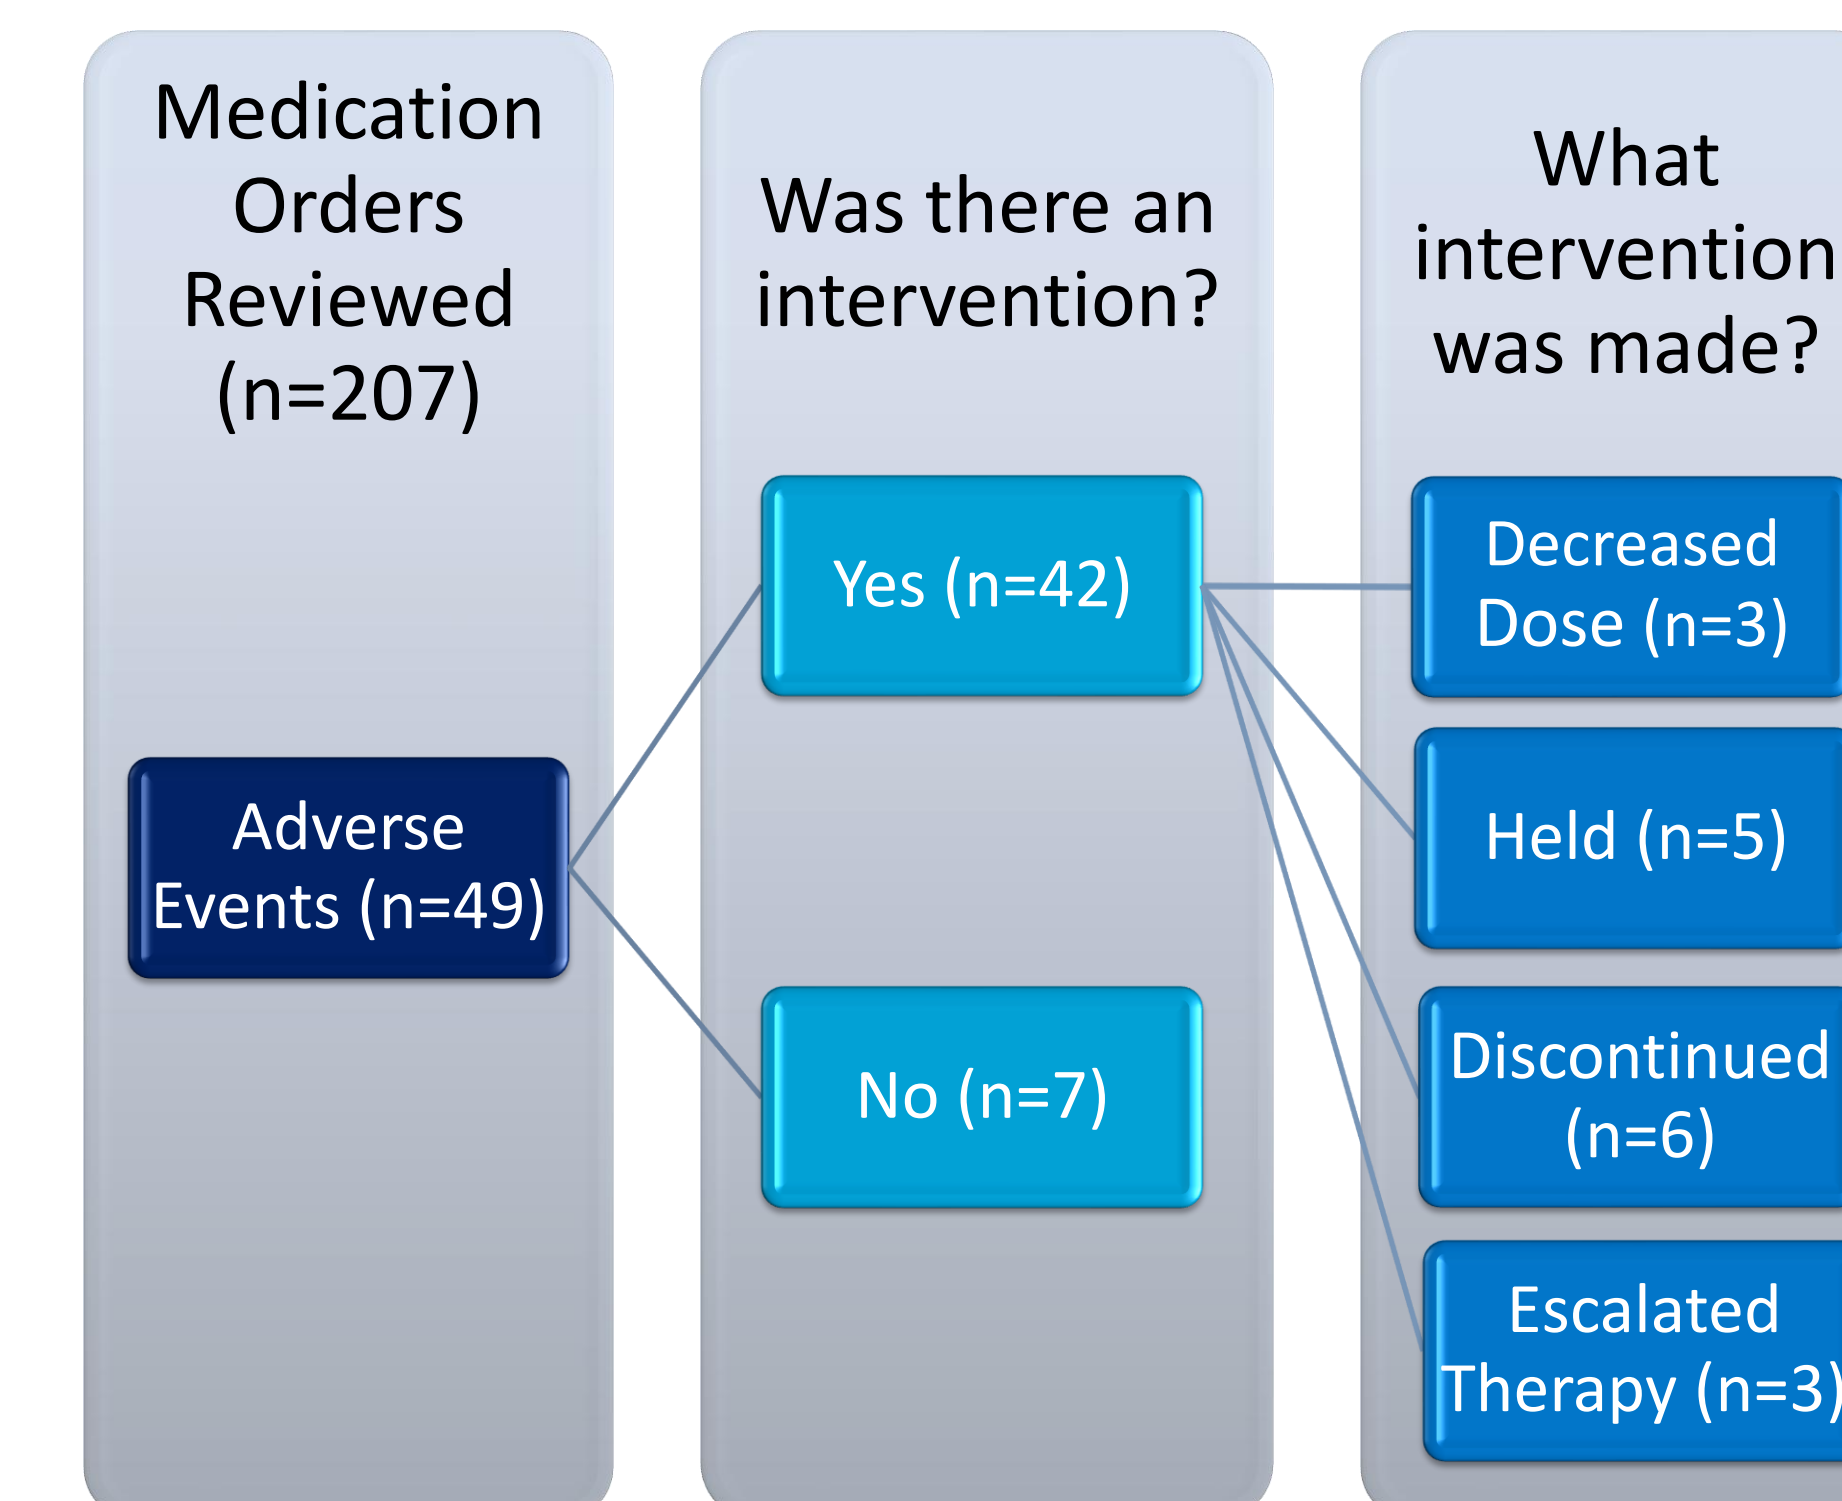 Medication
Orders
Reviewed
(n=207)
Adverse
Events (n=49)
Was there an
intervention?
Yes (n=42)
No (n=7)
What
intervention
was made?
Decreased
Dose (n=3)
Held (n=5)
Discontinued
(n=6)
Escalated
Therapy (n=3)